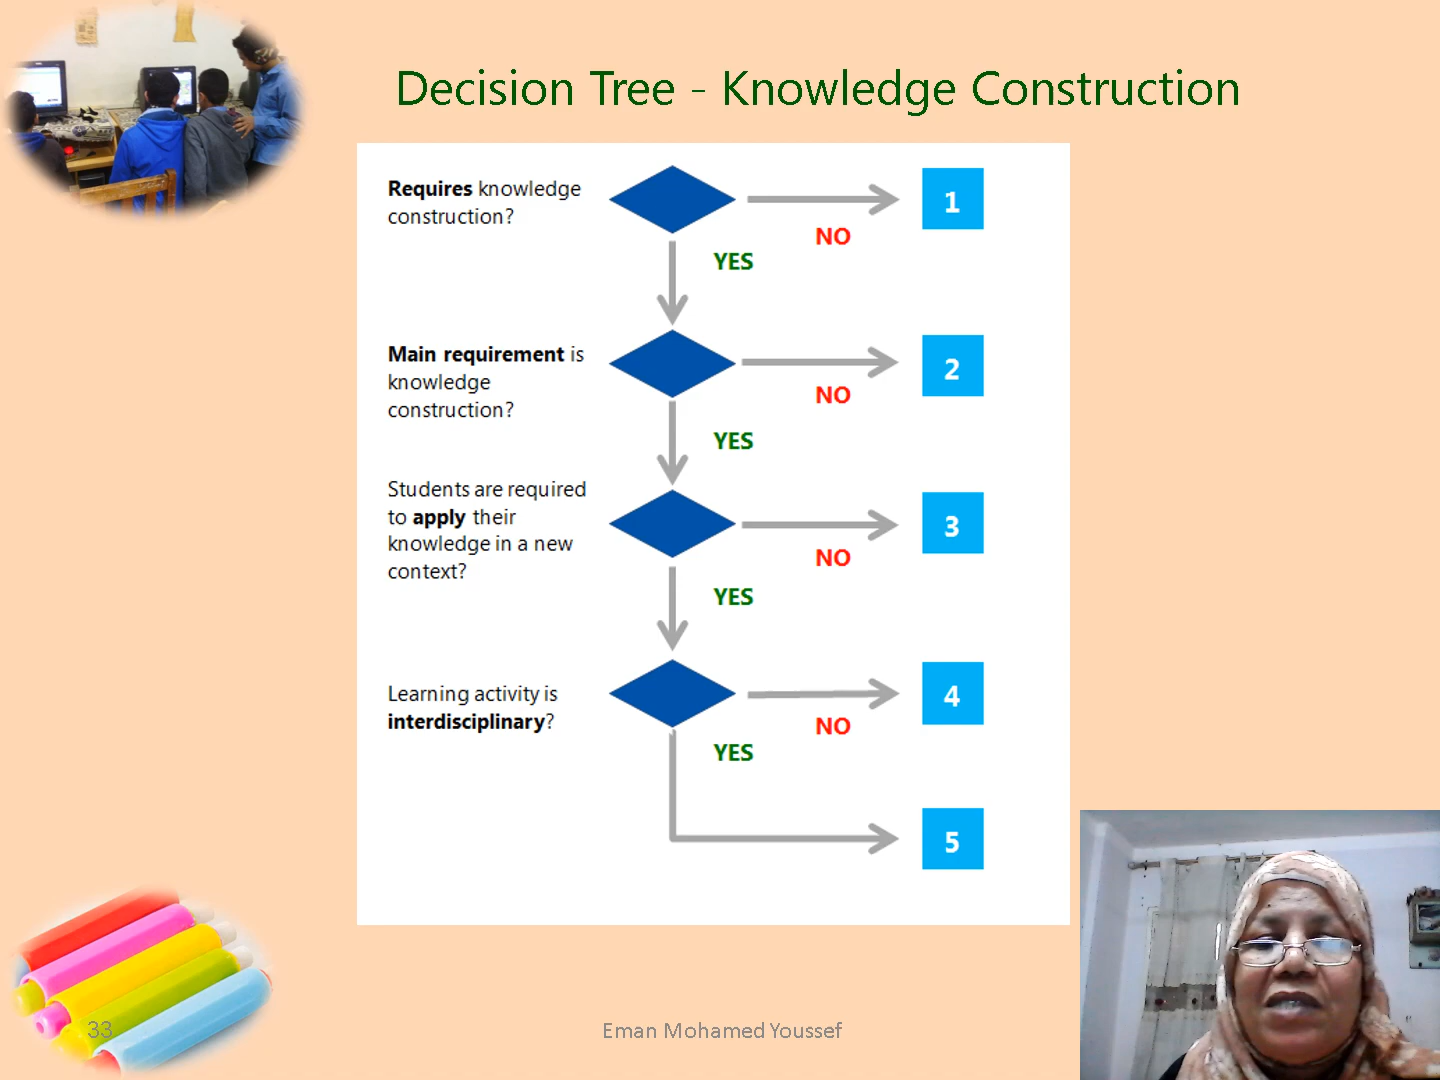 Decision Tree - Knowledge Construction
Requires knowledge
construction?
1
NO
YES
Main requirement is
knowledge
construction?
2
NO
YES
Students are required
to apply their
knowledge in a new
context?
3
NO
YES
Learning activity is
interdisciplinary?
4
NO
YES
5
33
Eman Mohamed Youssef